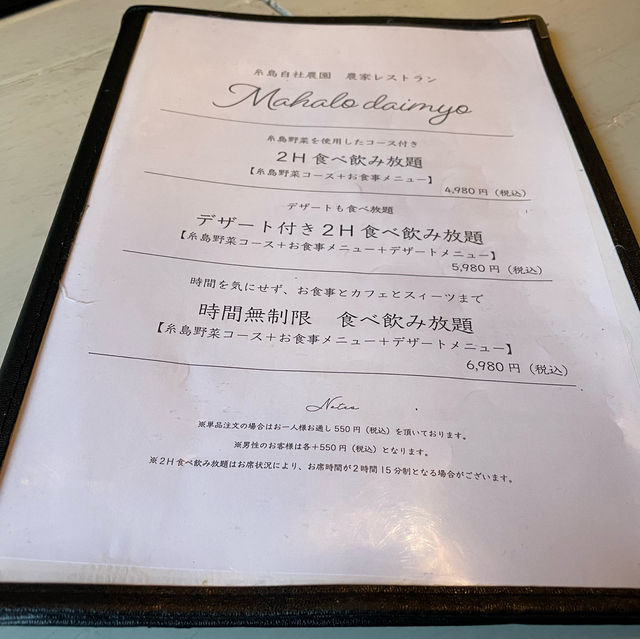 糸島自社農園　農家レストラン
Mahalo daimyo
糸島野菜を使用したコース付き
2H 食べ飲み放題
【糸島野菜コース＋お食事メニュー】
4,980 円（税込）
デザートも食べ放題
デザート付き 2H 食べ飲み放題
【糸島野菜コース＋お食事メニュー＋デザートメニュー】
5,980 円（税込）
時間を気にせず、お食事とカフェとスイーツまで
時間無制限　食べ飲み放題
【糸島野菜コース＋お食事メニュー＋デザートメニュー】
6,980 円（税込）
Notes
※単品注文の場合はお一人様お通し 550 円（税込）を頂いております。
※男性のお客様は各＋550 円（税込）となります。
※2H 食べ飲み放題はお席状況により、お席時間が 2 時間 15 分制となる場合がございます。